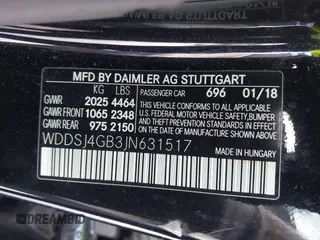 MFD BY DAIMLER AG STUTTGART
KG LBS
GVWR 2025 4464
GAWR FRONT 1065 2348
GAWR REAR 975 2150
PASSENGER CAR 696 01/18
THIS VEHICLE CONFORMS TO ALL APPLICABLE
U.S. FEDERAL MOTOR VEHICLE SAFETY, BUMPER,
AND THEFT PREVENTION STANDARDS IN EFFECT
ON THE DATE OF MANUFACTURE SHOWN ABOVE.
WDDSJ4GB3JN631517
MADE IN HUNGARY
DREAMBID